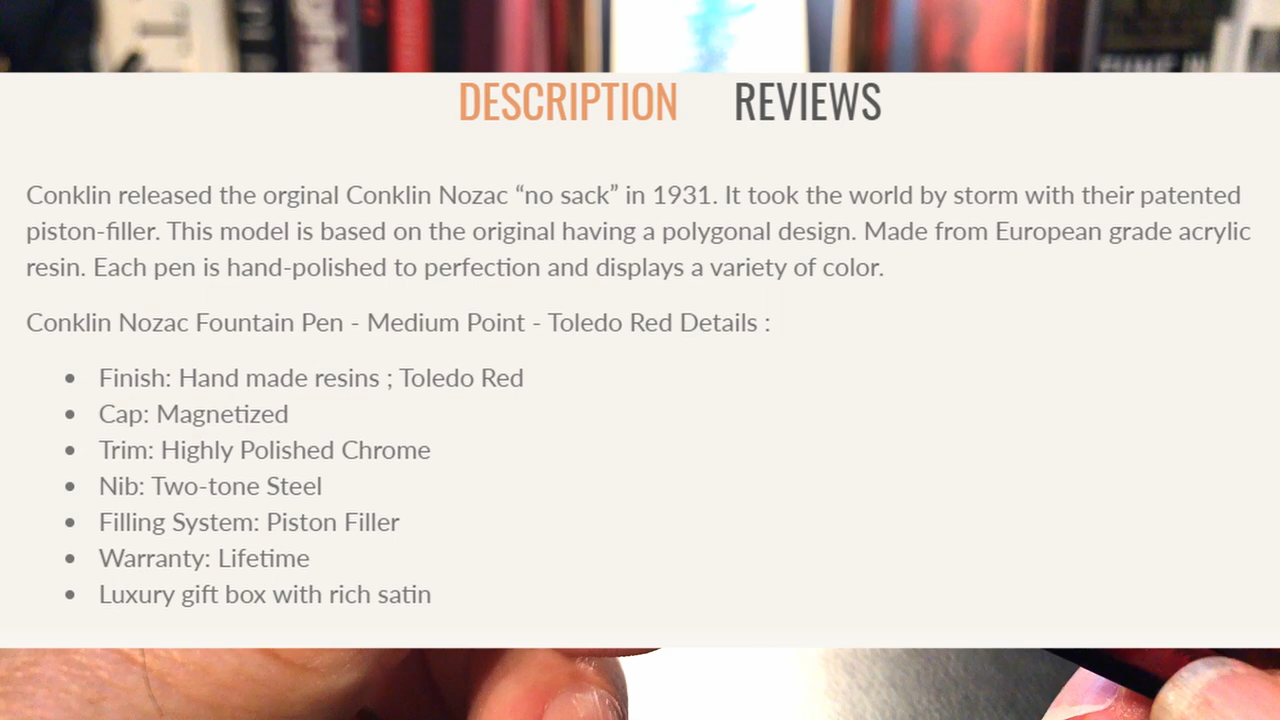 DESCRIPTION REVIEWS
Conklin released the orginal Conklin Nozac “no sack” in 1931. It took the world by storm with their patented
piston-filler. This model is based on the original having a polygonal design. Made from European grade acrylic
resin. Each pen is hand-polished to perfection and displays a variety of color.
Conklin Nozac Fountain Pen - Medium Point - Toledo Red Details :
• Finish: Hand made resins ; Toledo Red
• Cap: Magnetized
• Trim: Highly Polished Chrome
• Nib: Two-tone Steel
• Filling System: Piston Filler
• Warranty: Lifetime
• Luxury gift box with rich satin